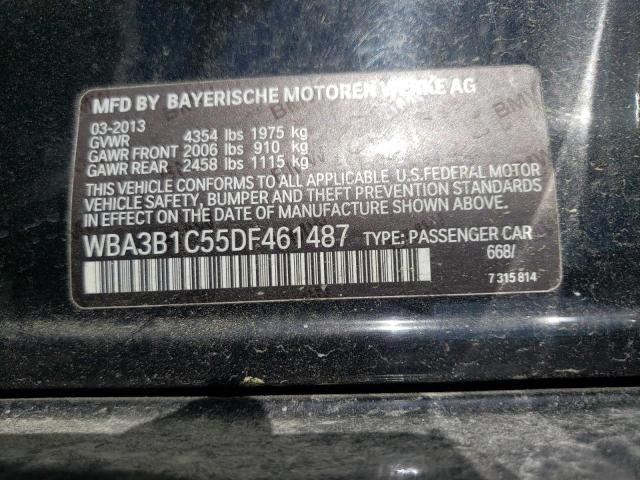 MFD BY BAYERISCHE MOTOREN WERKE AG
03-2013
GVWR 4354 lbs 1975 kg
GAWR FRONT 2006 lbs 910 kg
GAWR REAR 2458 lbs 1115 kg
THIS VEHICLE CONFORMS TO ALL APPLICABLE U.S.FEDERAL MOTOR
VEHICLE SAFETY, BUMPER AND THEFT PREVENTION STANDARDS
IN EFFECT ON THE DATE OF MANUFACTURE SHOWN ABOVE.
WBA3B1C55DF461487 TYPE: PASSENGER CAR
668/
7 315 814